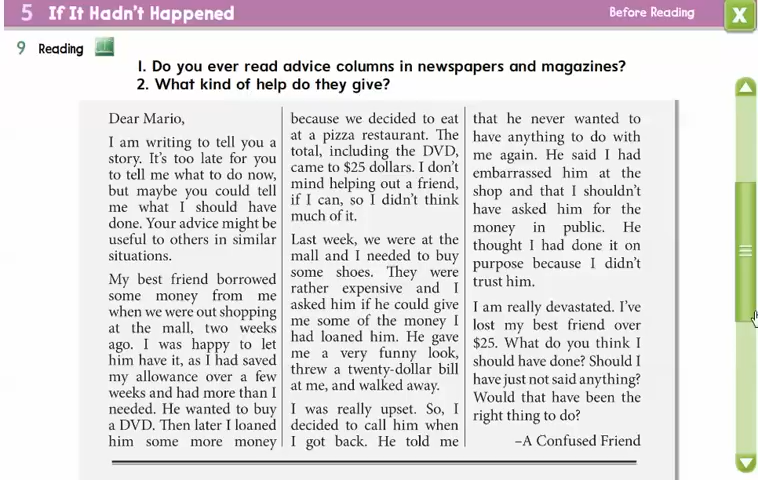 5 If It Hadn't Happened
Before Reading
X
9 Reading
1. Do you ever read advice columns in newspapers and magazines?
2. What kind of help do they give?
Dear Mario,
I am writing to tell you a
story. It's too late for you
to tell me what to do now,
but maybe you could tell
me what I should have
done. Your advice might be
useful to others in similar
situations.
My best friend borrowed
some money from me
when we were out shopping
at the mall, two weeks
ago. I was happy to let
him have it, as I had saved
my allowance over a few
weeks and had more than I
needed. He wanted to buy
a DVD. Then later I loaned
him some more money
because we decided to eat
at a pizza restaurant. The
total, including the DVD,
came to $25 dollars. I don't
mind helping out a friend,
if I can, so I didn't think
much of it.
Last week, we were at the
mall and I needed to buy
some shoes. They were
rather expensive and I
asked him if he could give
me some of the money I
had loaned him. He gave
me a very funny look,
threw a twenty-dollar bill
at me, and walked away.
I was really upset. So, I
decided to call him when
I got back. He told me
that he never wanted to
have anything to do with
me again. He said I had
embarrassed him at the
shop and that I shouldn't
have asked him for the
money in public. He
thought I had done it on
purpose because I didn't
trust him.
I am really devastated. I've
lost my best friend over
$25. What do you think I
should have done? Should I
have just not said anything?
Would that have been the
right thing to do?
–A Confused Friend